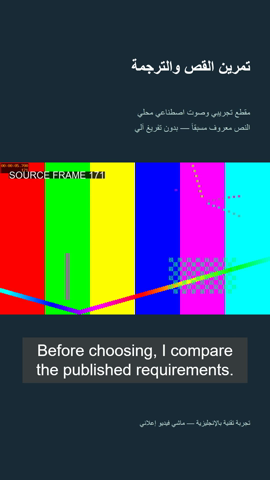 تمرين القص والترجمة
مقطع تجريبي وصوت اصطناعي محلي
النص معروف مسبقاً — بدون تفريغ آلي
SOURCE FRAME 171
Before choosing, I compare
the published requirements.
تجربة تقنية بالإنجليزية — ماشي فيديو إعلاني